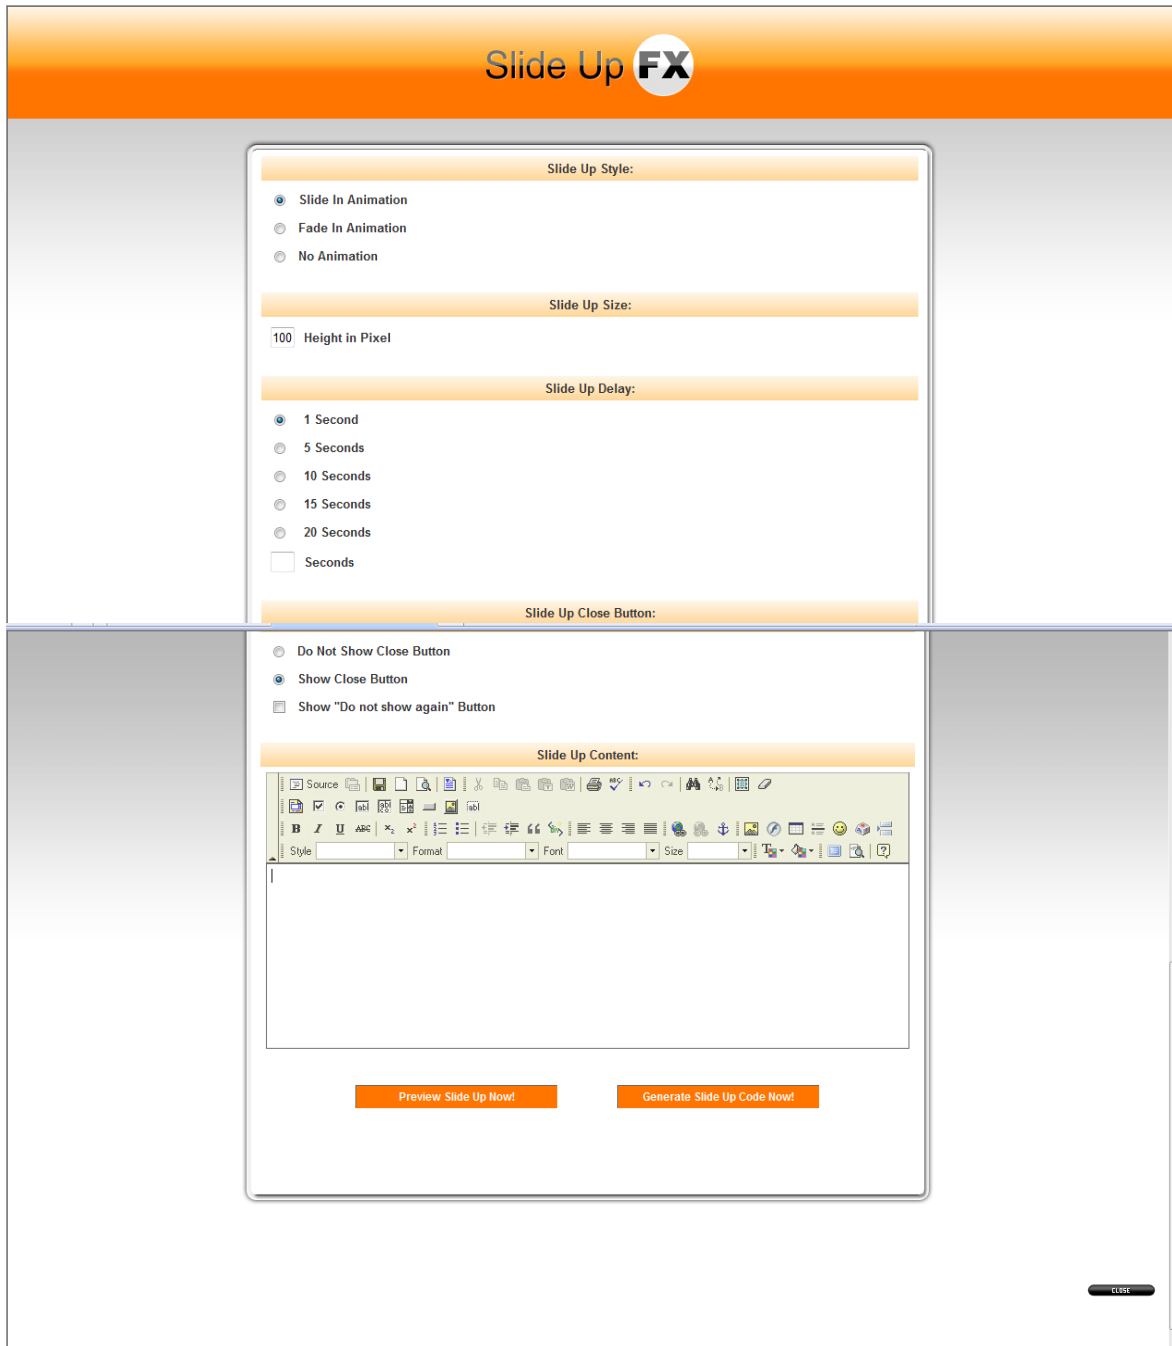 Slide Up FX
Slide Up Style:
Slide In Animation
Fade In Animation
No Animation
Slide Up Size:
100 Height in Pixel
Slide Up Delay:
1 Second
5 Seconds
10 Seconds
15 Seconds
20 Seconds
Seconds
Slide Up Close Button:
Do Not Show Close Button
Show Close Button
Show "Do not show again" Button
Slide Up Content:
Source
B I U ABC x₂ x²
Style Format Font Size
Preview Slide Up Now! Generate Slide Up Code Now!
CLOSE